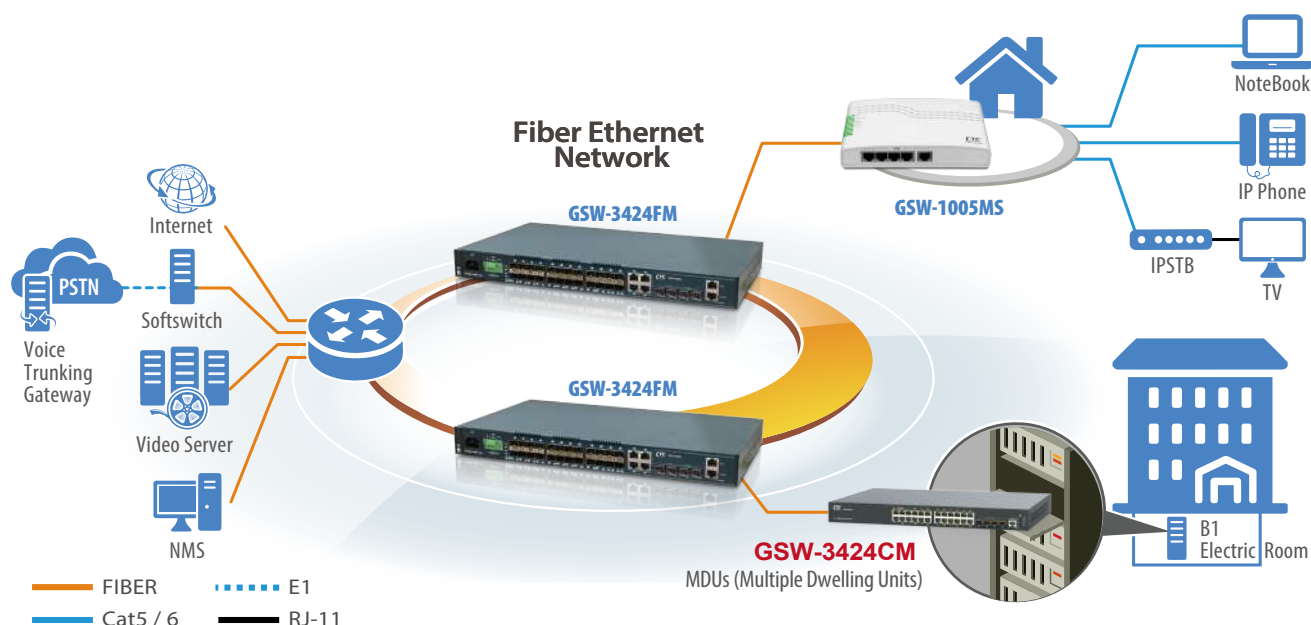 Fiber Ethernet
Network
GSW-3424FM
GSW-1005MS
NoteBook
IP Phone
IPSTB
TV
Internet
PSTN
Softswitch
Voice
Trunking
Gateway
Video Server
NMS
GSW-3424FM
GSW-3424CM
MDUs (Multiple Dwelling Units)
B1
Electric Room
FIBER
E1
Cat5 / 6
RJ-11